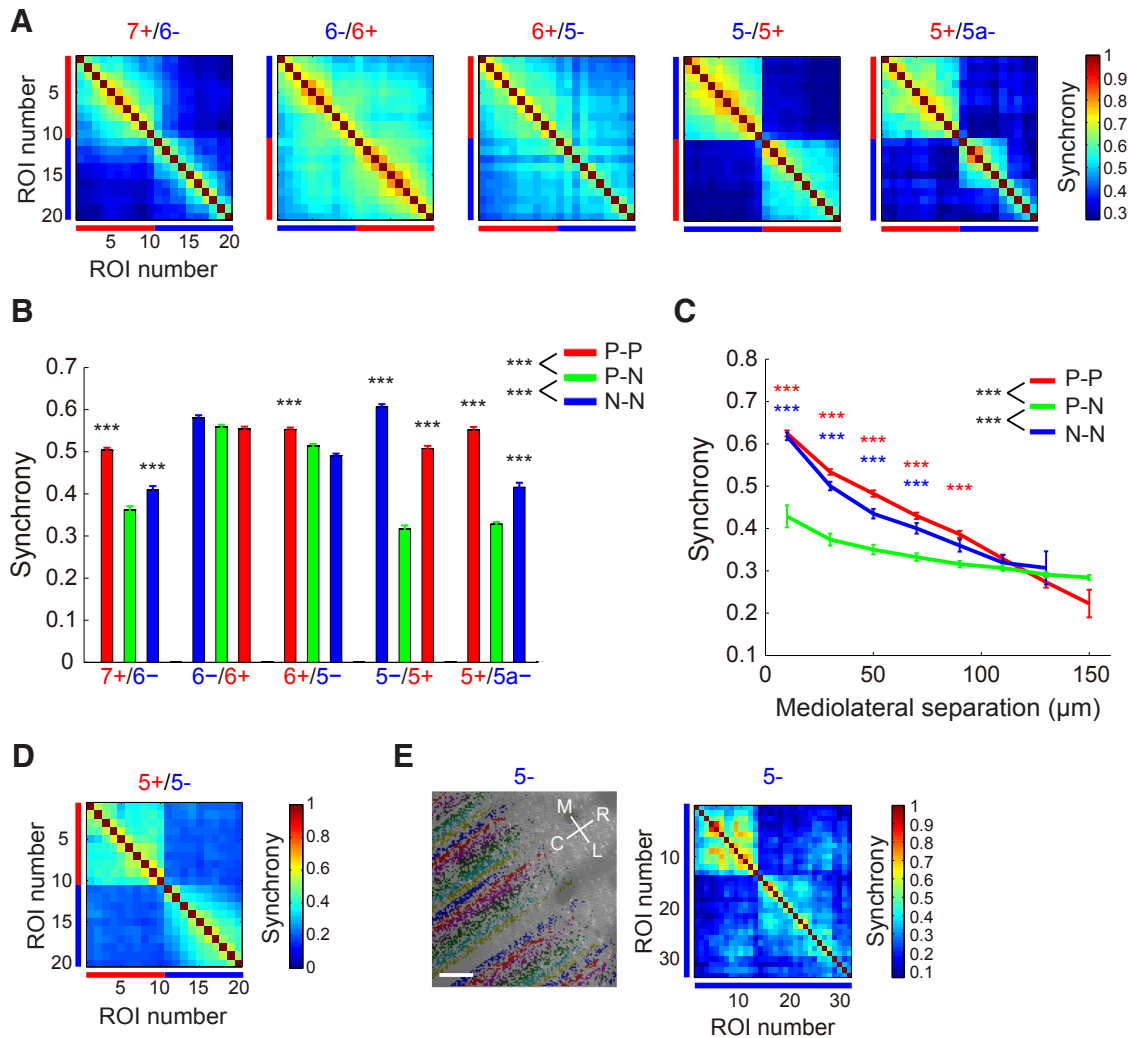 A
7+/6-
6-/6+
6+/5-
5-/5+
5+/5a-
ROI number
5
10
15
20
5 10 15 20
ROI number
Synchrony
1
0.9
0.8
0.7
0.6
0.5
0.4
0.3
B
Synchrony
0.7
0.6
0.5
0.4
0.3
0.2
0.1
0
*** P-P
*** P-N
N-N
***
***
***
***
***
***
***
7+/6−
6−/6+
6+/5−
5−/5+
5+/5a−
C
Synchrony
0.8
0.7
0.6
0.5
0.4
0.3
0.2
0.1
*** P-P
*** P-N
N-N
***
***
***
***
***
***
***
***
***
0 50 100 150
Mediolateral separation (µm)
D
5+/5-
ROI number
5
10
15
20
5 10 15 20
ROI number
Synchrony
1
0.8
0.6
0.4
0.2
0
E
5-
M
R
C
L
5-
ROI number
10
20
30
10 20 30
ROI number
Synchrony
1
0.9
0.8
0.7
0.6
0.5
0.4
0.3
0.2
0.1